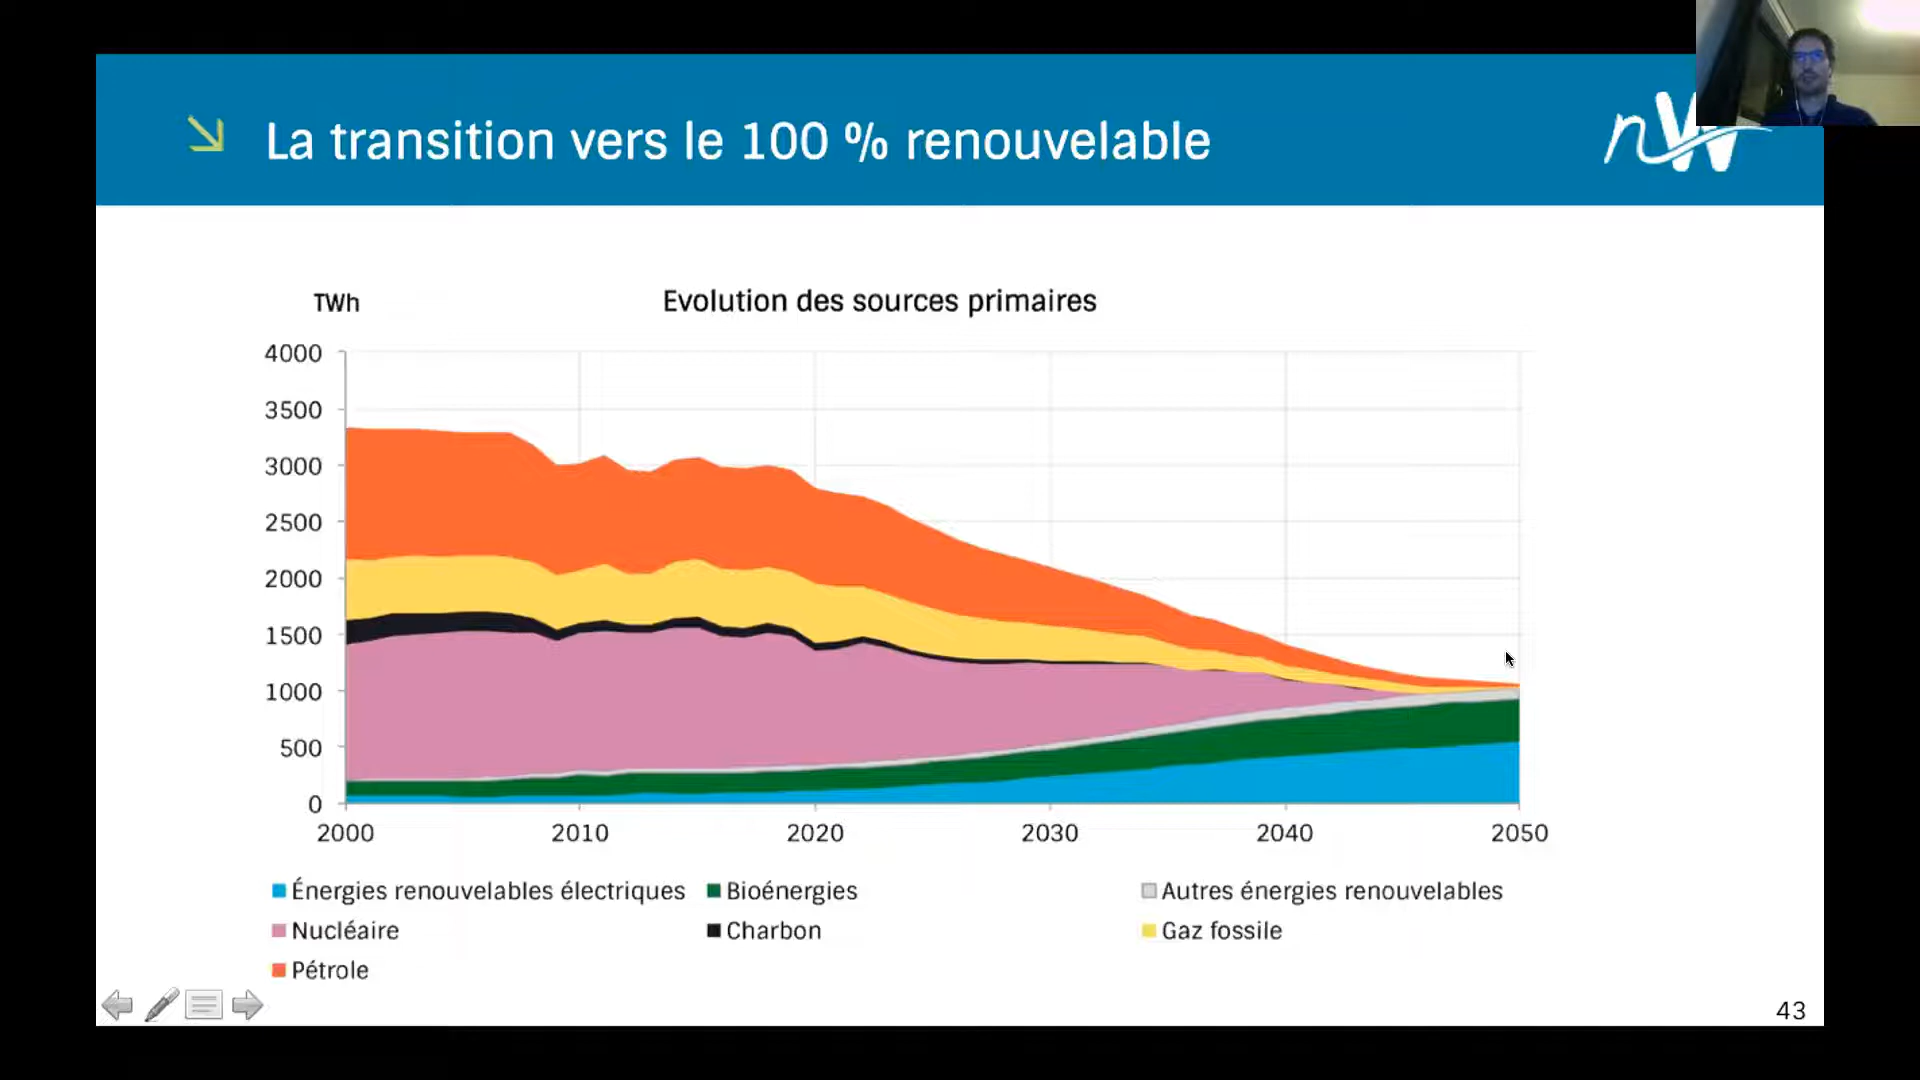 La transition vers le 100 % renouvelable
nW
TWh
Evolution des sources primaires
4000
3500
3000
2500
2000
1500
1000
500
0
2000 2010 2020 2030 2040 2050
Énergies renouvelables électriques Bioénergies Autres énergies renouvelables
Nucléaire Charbon Gaz fossile
Pétrole
43